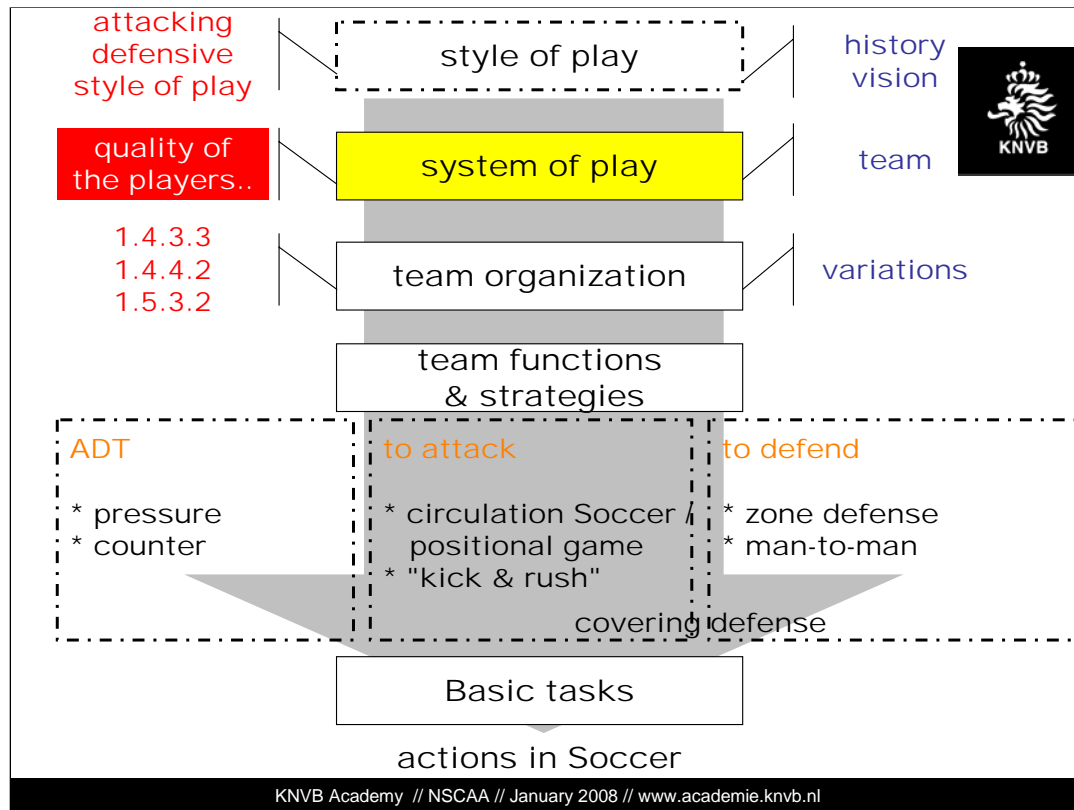 attacking
defensive
style of play
style of play
history
vision
KNVB
quality of
the players..
system of play
team
1.4.3.3
1.4.4.2
1.5.3.2
team organization
variations
team functions
& strategies
ADT
* pressure
* counter
to attack
* circulation Soccer /
positional game
* "kick & rush"
to defend
* zone defense
* man-to-man
covering defense
Basic tasks
actions in Soccer
KNVB Academy // NSCAA // January 2008 // www.academie.knvb.nl